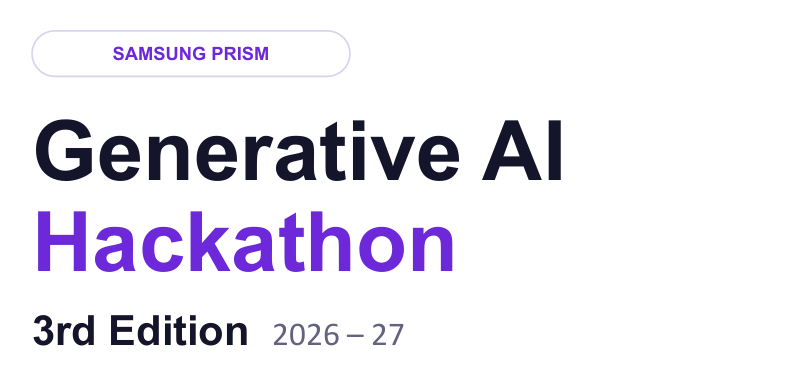 SAMSUNG PRISM
Generative AI
Hackathon
3rd Edition 2026 – 27